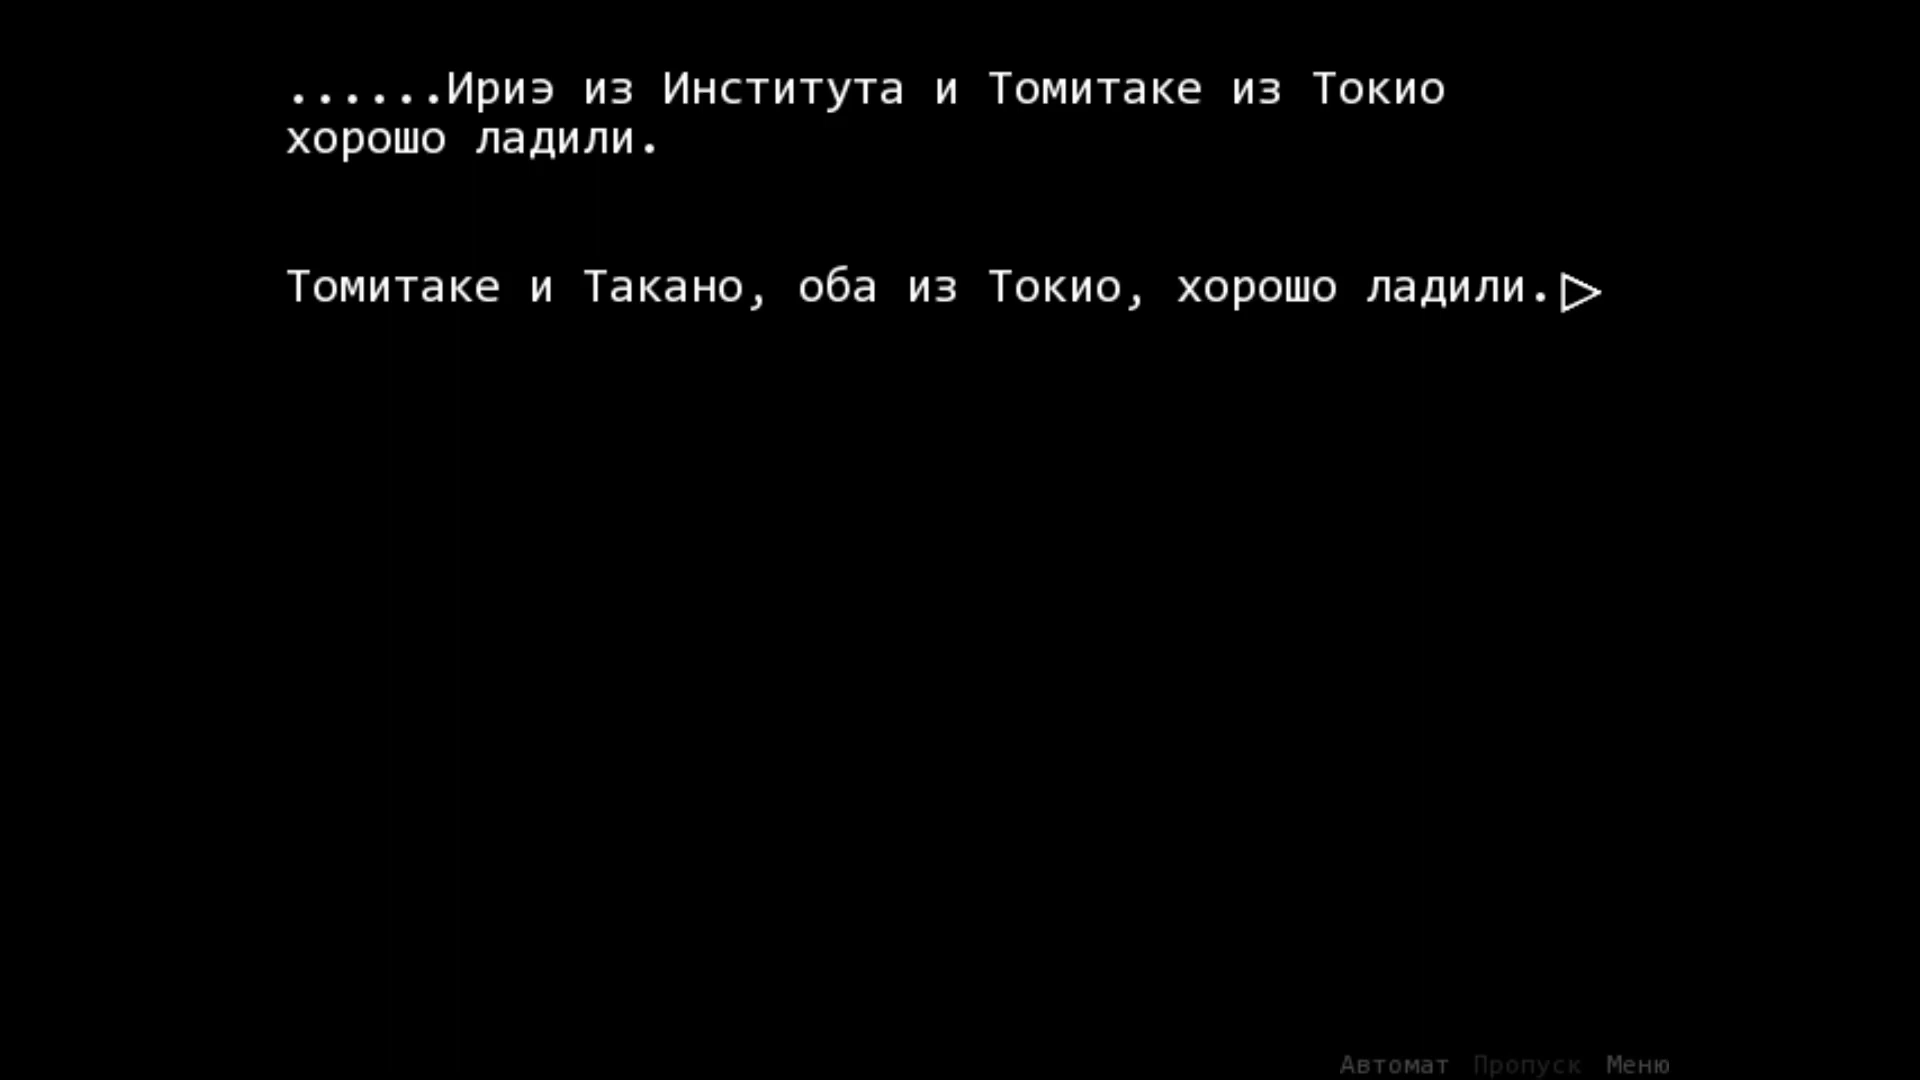 ......Ириэ из Института и Томитаке из Токио
хорошо ладили.
Томитаке и Такано, оба из Токио, хорошо ладили.
Автомат Пропуск Меню